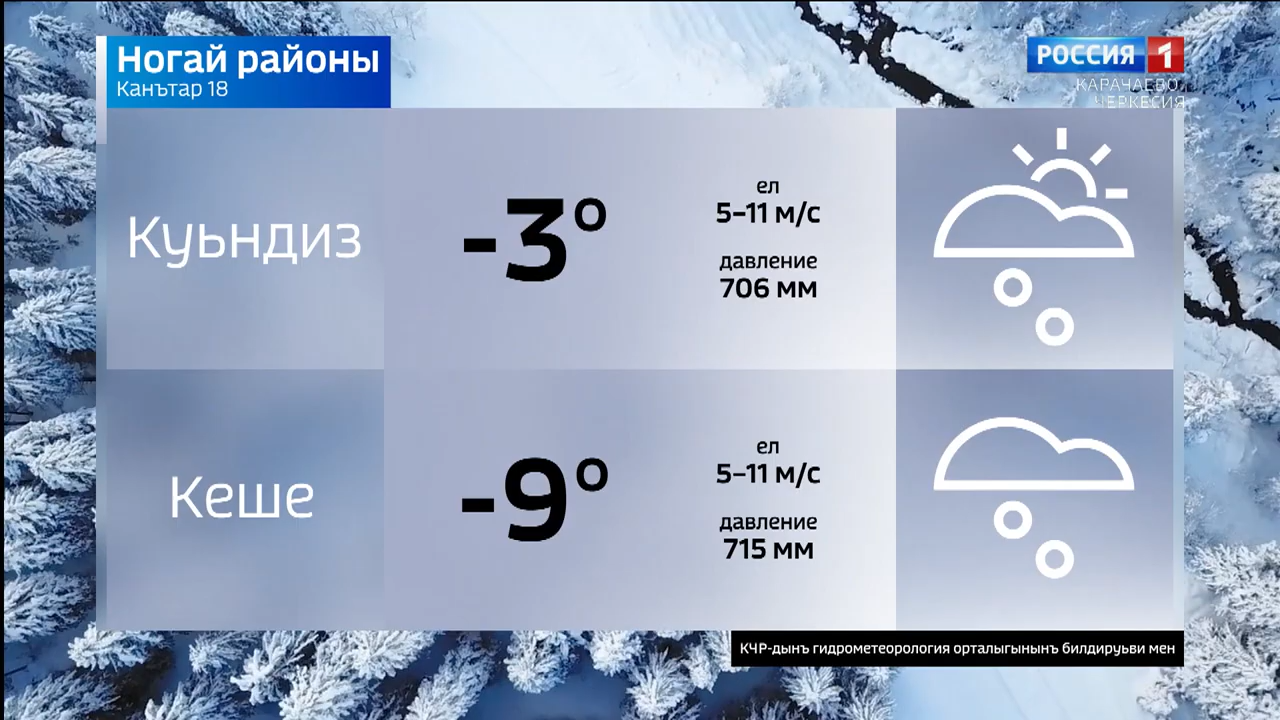 Ногай районы
Канътар 18
РОССИЯ 1
КАРАЧАЕВО-
ЧЕРКЕСИЯ
Куьндиз
-3°
ел
5–11 м/с
давление
706 мм
Кеше
-9°
ел
5–11 м/с
давление
715 мм
КЧР-дынъ гидрометеорология орталыгынынъ билдируьви мен